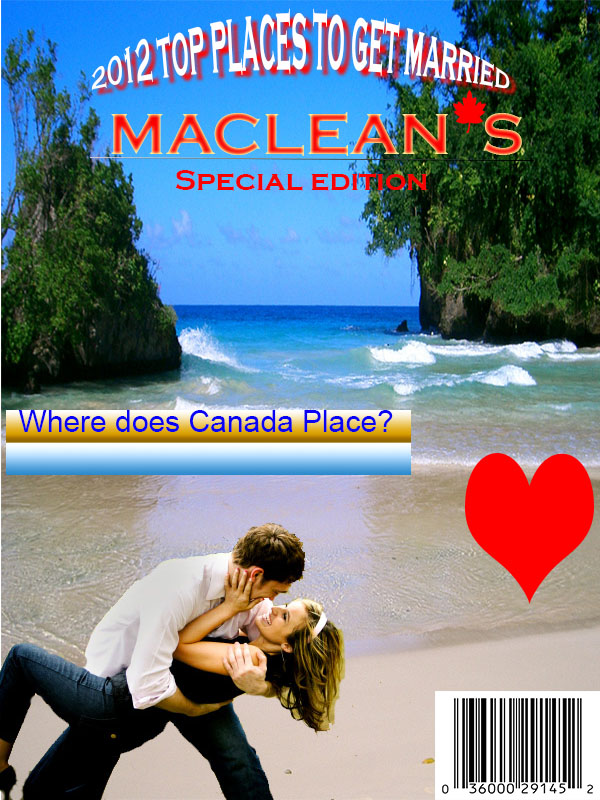 2012 TOP PLACES TO GET MARRIED
MACLEAN'S
SPECIAL EDITION
Where does Canada Place?
0 36000 29145 2